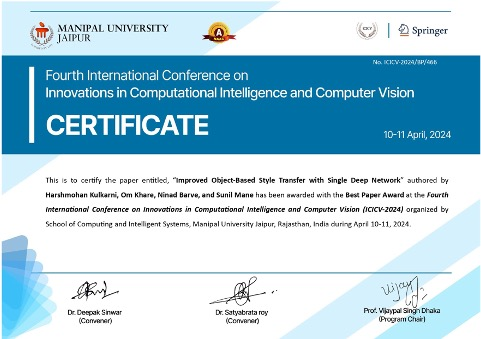 MANIPAL UNIVERSITY
JAIPUR
Springer
No. ICICV-2024/BP/466
Fourth International Conference on
Innovations in Computational Intelligence and Computer Vision
CERTIFICATE
10-11 April, 2024
This is to certify the paper entitled, "Improved Object-Based Style Transfer with Single Deep Network" authored by
Harshmohan Kulkarni, Om Khare, Ninad Barve, and Sunil Mane has been awarded with the Best Paper Award at the Fourth
International Conference on Innovations in Computational Intelligence and Computer Vision (ICICV-2024) organized by
School of Computing and Intelligent Systems, Manipal University Jaipur, Rajasthan, India during April 10-11, 2024.
Dr. Deepak Sinwar
(Convener)
Dr. Satyabrata roy
(Convener)
Prof. Vijaypal Singh Dhaka
(Program Chair)